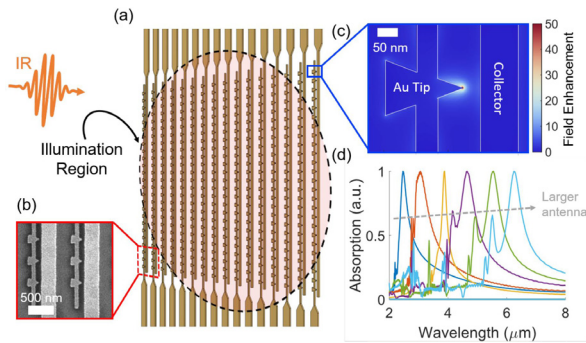 (a)
IR
Illumination
Region
(b)
500 nm
(c)
50 nm
Au Tip
Collector
50
40
30
20
10
0
Field Enhancement
(d)
1
0.5
0
Absorption (a.u.)
Larger
antenna
2
4
6
8
Wavelength (μm)